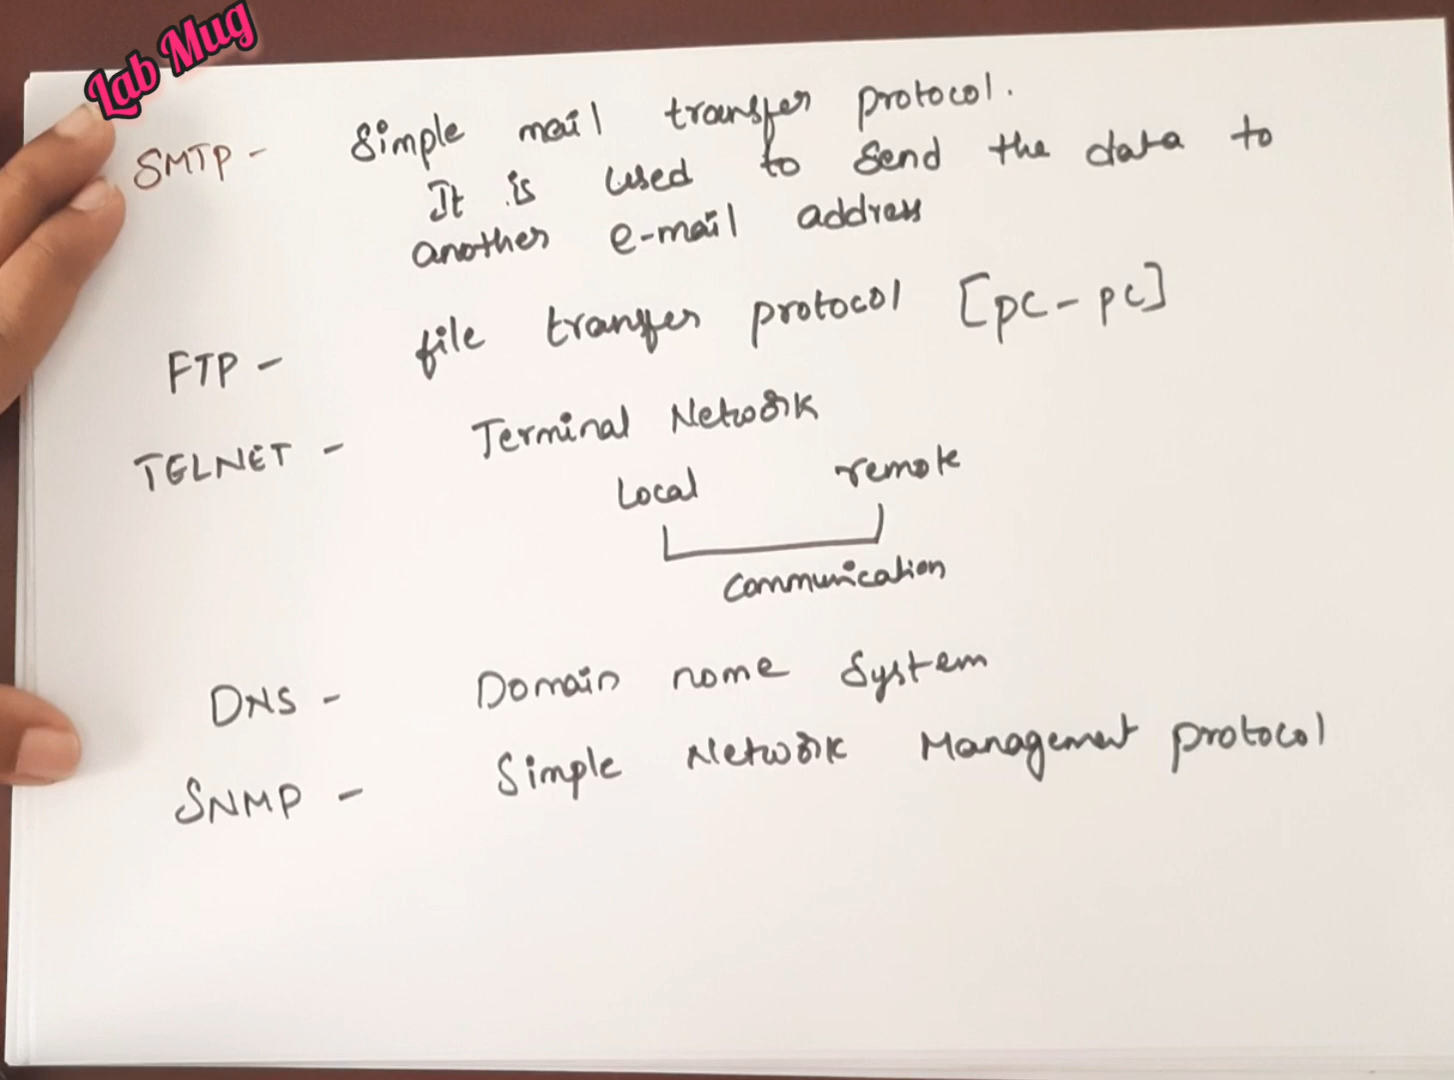 Lab Mug
SMTP - Simple mail transfer protocol.
It is used to send the data to
another e-mail address
FTP - file transfer protocol [pc-pc]
TELNET - Terminal Network
Local remote
Communication
DNS - Domain name System
SNMP - Simple Network Management protocol